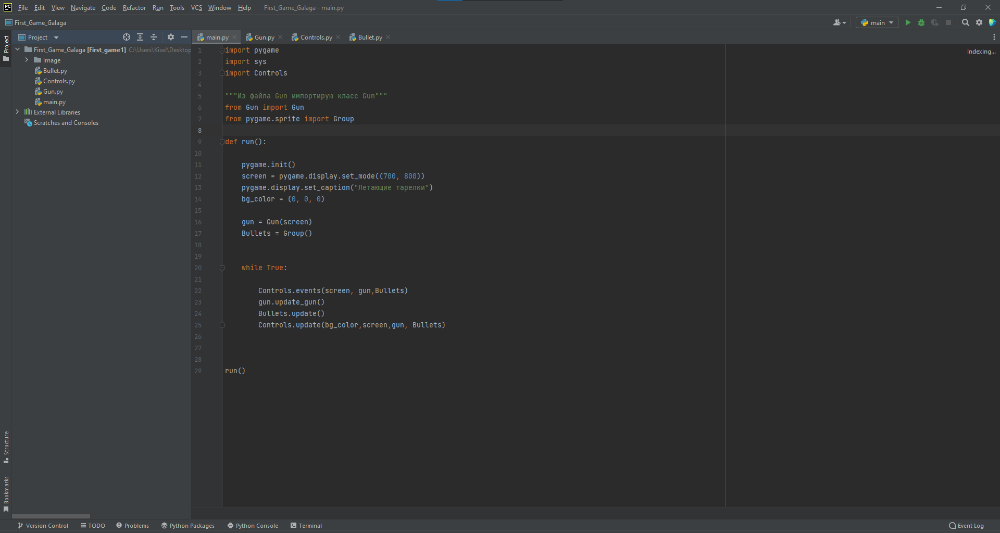 PC File Edit View Navigate Code Refactor Run Tools VCS Window Help First_Game_Galaga - main.py
First_Game_Galaga main
Project
Project
main.py Gun.py Controls.py Bullet.py
First_Game_Galaga [First_game1] C:\Users\Kisel\Desktop
Image
Bullet.py
Controls.py
Gun.py
main.py
External Libraries
Scratches and Consoles
Indexing...
1 import pygame
2 import sys
3 import Controls
4
5 """Из файла Gun импортирую класс Gun"""
6 from Gun import Gun
7 from pygame.sprite import Group
8
9 def run():
10
11 pygame.init()
12 screen = pygame.display.set_mode((700, 800))
13 pygame.display.set_caption("Летающие тарелки")
14 bg_color = (0, 0, 0)
15
16 gun = Gun(screen)
17 Bullets = Group()
18
19
20 while True:
21
22 Controls.events(screen, gun,Bullets)
23 gun.update_gun()
24 Bullets.update()
25 Controls.update(bg_color,screen,gun, Bullets)
26
27
28
29 run()
Structure
Bookmarks
Version Control TODO Problems Python Packages Python Console Terminal Event Log